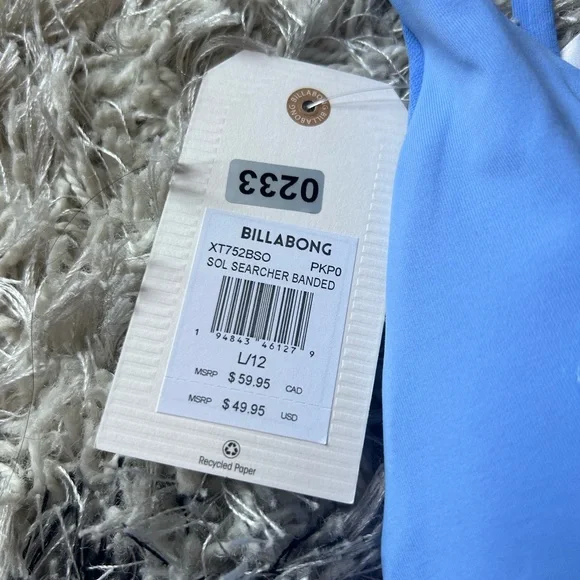 BILLABONG BILLABONG
0233
BILLABONG
XT752BSO PKP0
SOL SEARCHER BANDED
1 94843 46127 9
L/12
MSRP $59.95 CAD
MSRP $49.95 USD
Recycled Paper